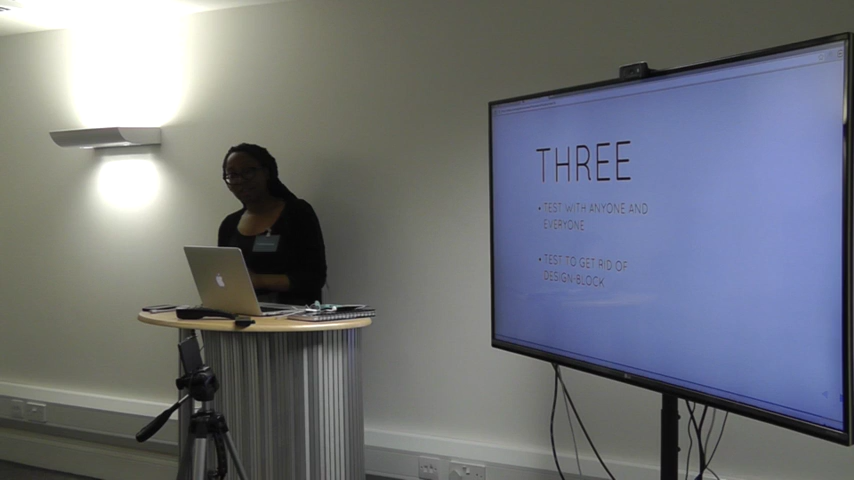 THREE
• TEST WITH ANYONE AND
EVERYONE
• TEST TO GET RID OF
DESIGN-BLOCK